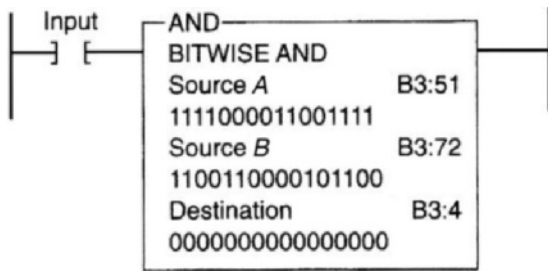 Input
AND
BITWISE AND
Source A B3:51
1111000011001111
Source B B3:72
1100110000101100
Destination B3:4
0000000000000000